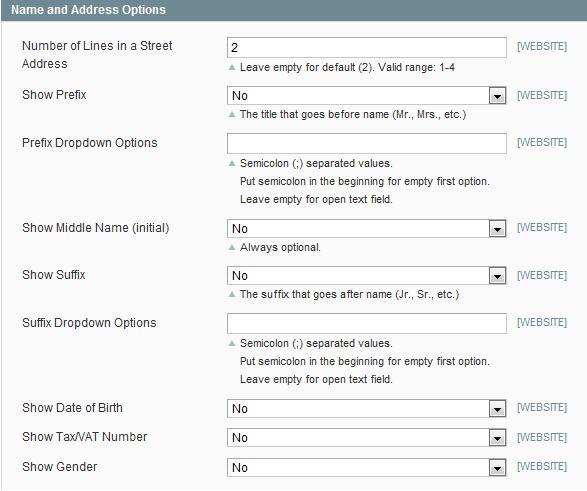 Name and Address Options
Number of Lines in a Street Address
2
[WEBSITE]
Leave empty for default (2). Valid range: 1-4
Show Prefix
No
[WEBSITE]
The title that goes before name (Mr., Mrs., etc.)
Prefix Dropdown Options
[WEBSITE]
Semicolon (;) separated values.
Put semicolon in the beginning for empty first option.
Leave empty for open text field.
Show Middle Name (initial)
No
[WEBSITE]
Always optional.
Show Suffix
No
[WEBSITE]
The suffix that goes after name (Jr., Sr., etc.)
Suffix Dropdown Options
[WEBSITE]
Semicolon (;) separated values.
Put semicolon in the beginning for empty first option.
Leave empty for open text field.
Show Date of Birth
No
[WEBSITE]
Show Tax/VAT Number
No
[WEBSITE]
Show Gender
No
[WEBSITE]